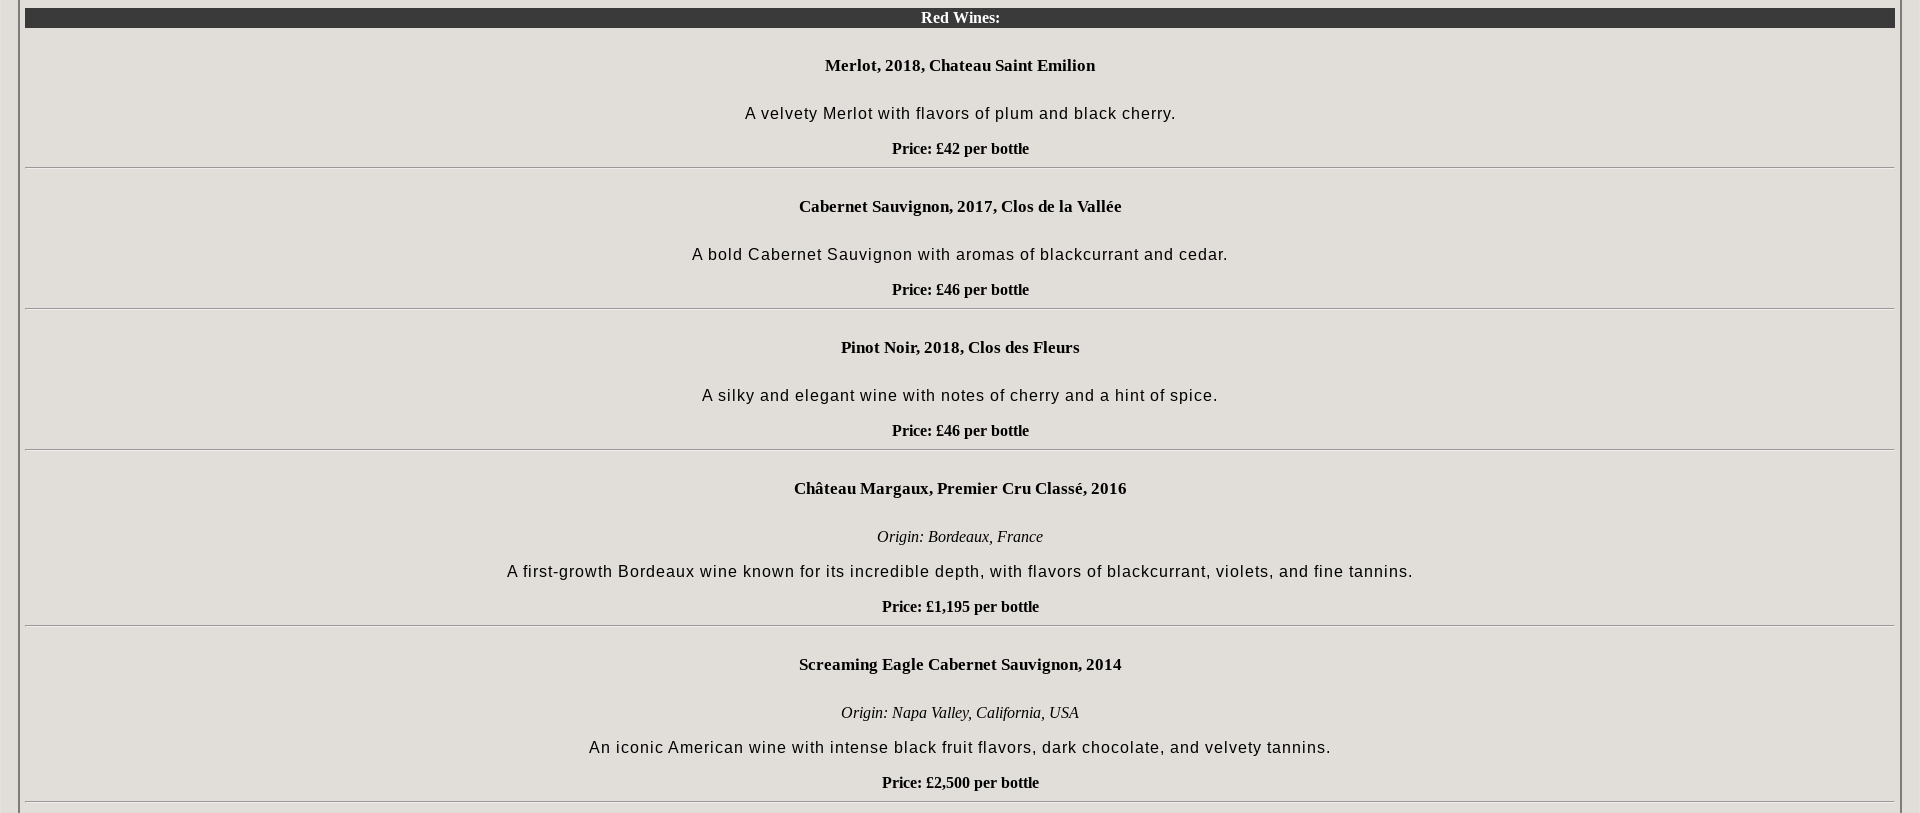 Red Wines:
Merlot, 2018, Chateau Saint Emilion
A velvety Merlot with flavors of plum and black cherry.
Price: £42 per bottle
Cabernet Sauvignon, 2017, Clos de la Vallée
A bold Cabernet Sauvignon with aromas of blackcurrant and cedar.
Price: £46 per bottle
Pinot Noir, 2018, Clos des Fleurs
A silky and elegant wine with notes of cherry and a hint of spice.
Price: £46 per bottle
Château Margaux, Premier Cru Classé, 2016
Origin: Bordeaux, France
A first-growth Bordeaux wine known for its incredible depth, with flavors of blackcurrant, violets, and fine tannins.
Price: £1,195 per bottle
Screaming Eagle Cabernet Sauvignon, 2014
Origin: Napa Valley, California, USA
An iconic American wine with intense black fruit flavors, dark chocolate, and velvety tannins.
Price: £2,500 per bottle